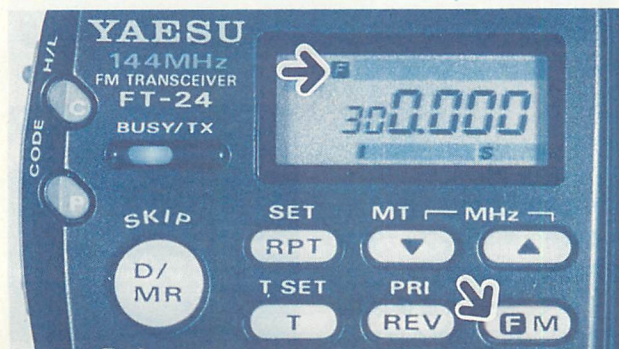 YAESU
144MHz
FM TRANSCEIVER
FT-24
BUSY/TX
H/L
C
CODE
P
F
300.000
I S
SKIP
D/
MR
SET
RPT
MT MHz
▼ ▲
T SET
T
PRI
REV
F M